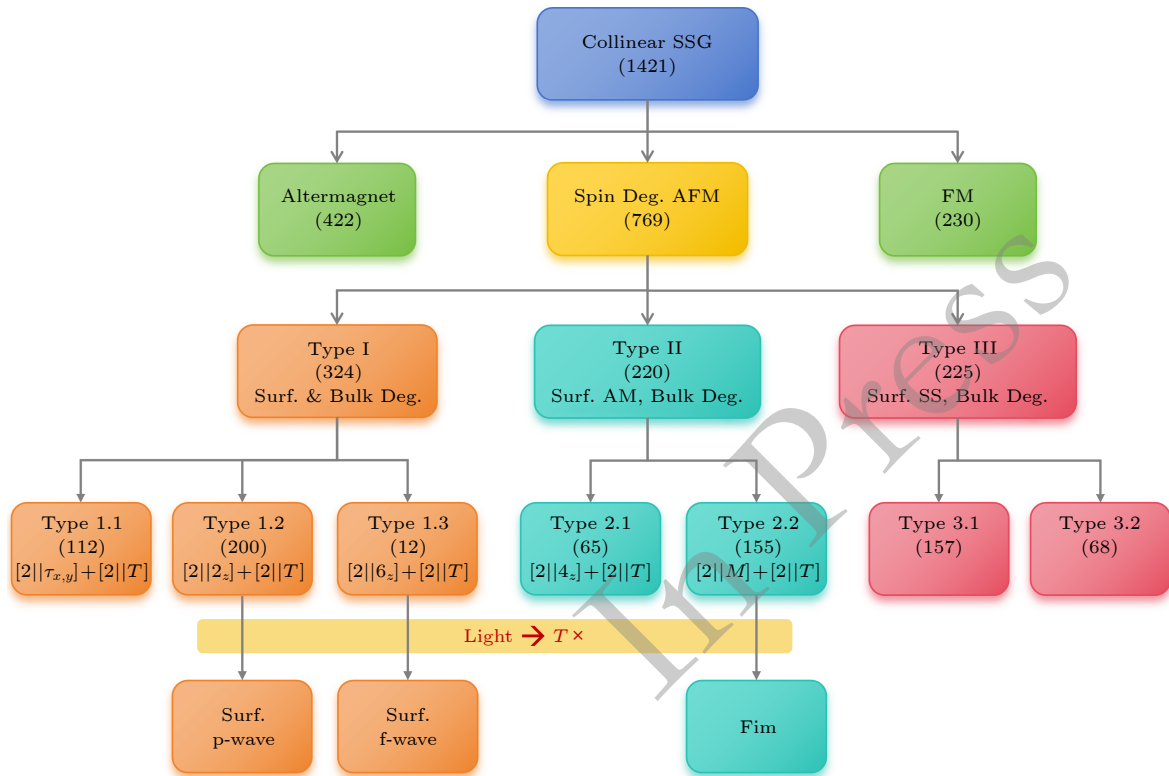 Collinear SSG
(1421)
Altermagnet
(422)
Spin Deg. AFM
(769)
FM
(230)
Type I
(324)
Surf. & Bulk Deg.
Type II
(220)
Surf. AM, Bulk Deg.
Type III
(225)
Surf. SS, Bulk Deg.
Type 1.1
(112)
[2||τx,y]+[2||T]
Type 1.2
(200)
[2||2z]+[2||T]
Type 1.3
(12)
[2||6z]+[2||T]
Type 2.1
(65)
[2||4z]+[2||T]
Type 2.2
(155)
[2||M]+[2||T]
Type 3.1
(157)
Type 3.2
(68)
Light → T ×
Surf.
p-wave
Surf.
f-wave
Fim
In Press